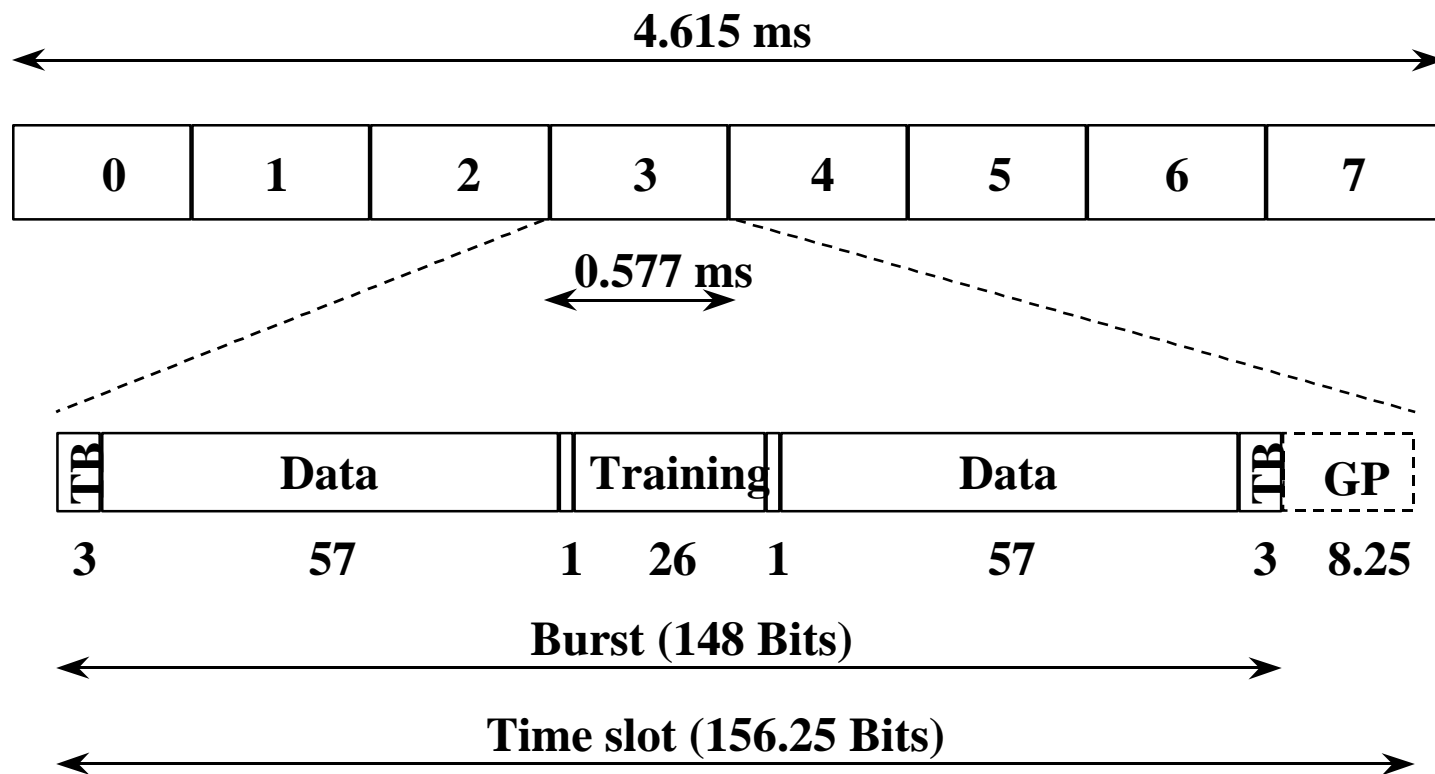 4.615 ms
0 1 2 3 4 5 6 7
0.577 ms
TB Data Training Data TB GP
3 57 1 26 1 57 3 8.25
Burst (148 Bits)
Time slot (156.25 Bits)